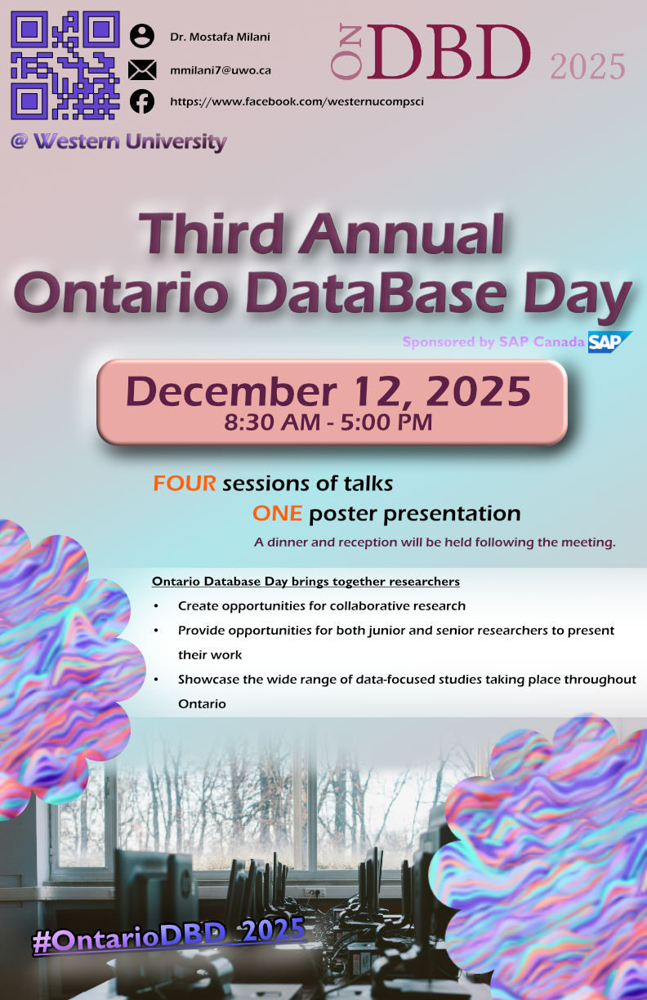 Dr. Mostafa Milani
mmilani7@uwo.ca
https://www.facebook.com/westernucompsci
ON DBD 2025
@ Western University
Third Annual
Ontario DataBase Day
Sponsored by SAP Canada SAP
December 12, 2025
8:30 AM - 5:00 PM
FOUR sessions of talks
ONE poster presentation
A dinner and reception will be held following the meeting.
Ontario Database Day brings together researchers
• Create opportunities for collaborative research
• Provide opportunities for both junior and senior researchers to present
their work
• Showcase the wide range of data-focused studies taking place throughout
Ontario
#OntarioDBD 2025